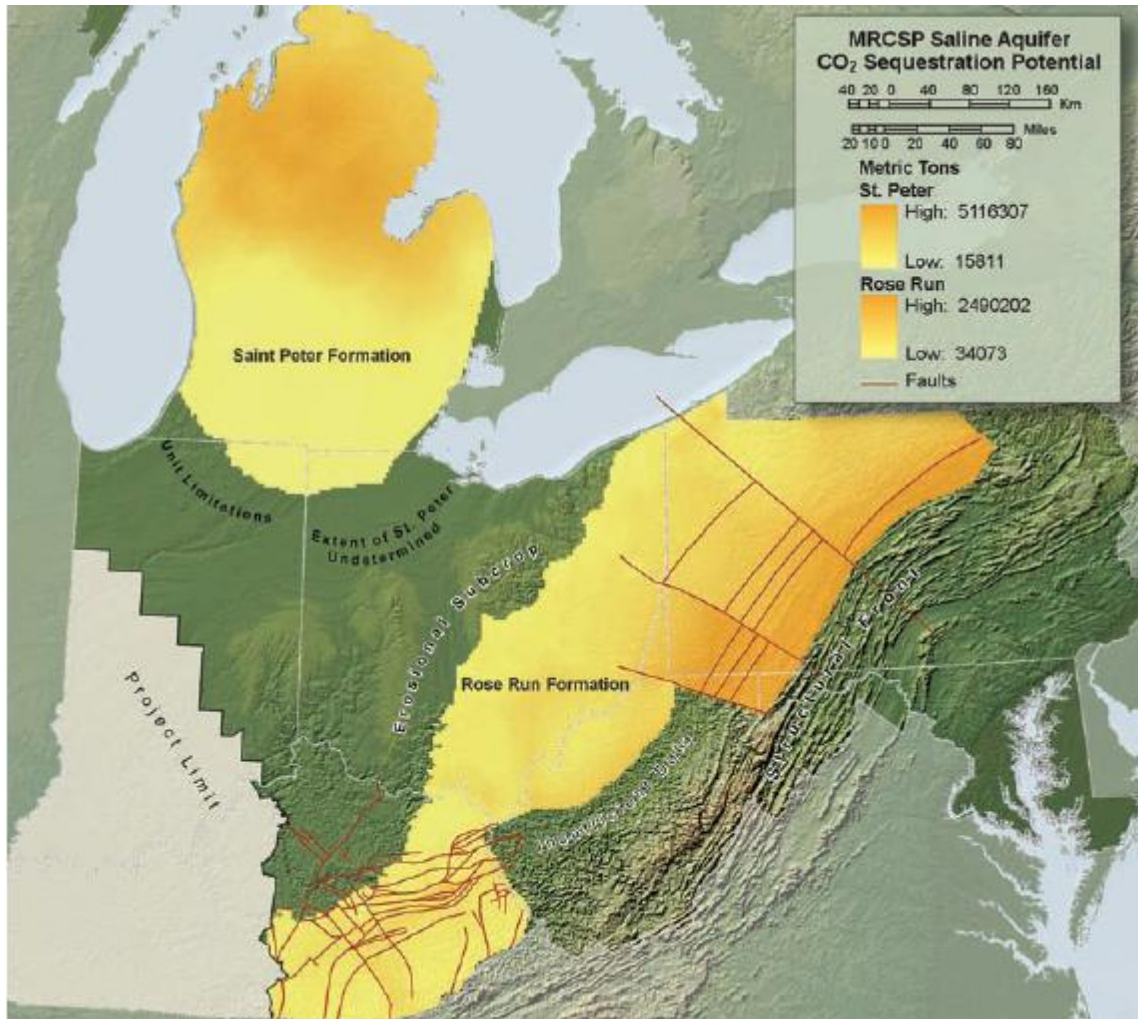 MRCSP Saline Aquifer
CO₂ Sequestration Potential
40 20 0 40 80 120 160
Km
Miles
20 10 0 20 40 60 80
Metric Tons
St. Peter
High: 5116307
Low: 15811
Rose Run
High: 2490202
Low: 34073
Faults
Saint Peter Formation
Unit Limitations
Extent of St. Peter
Undetermined
Erosional Subcrop
Structural Front
Rose Run Formation
Project Limit
Incomplete Data